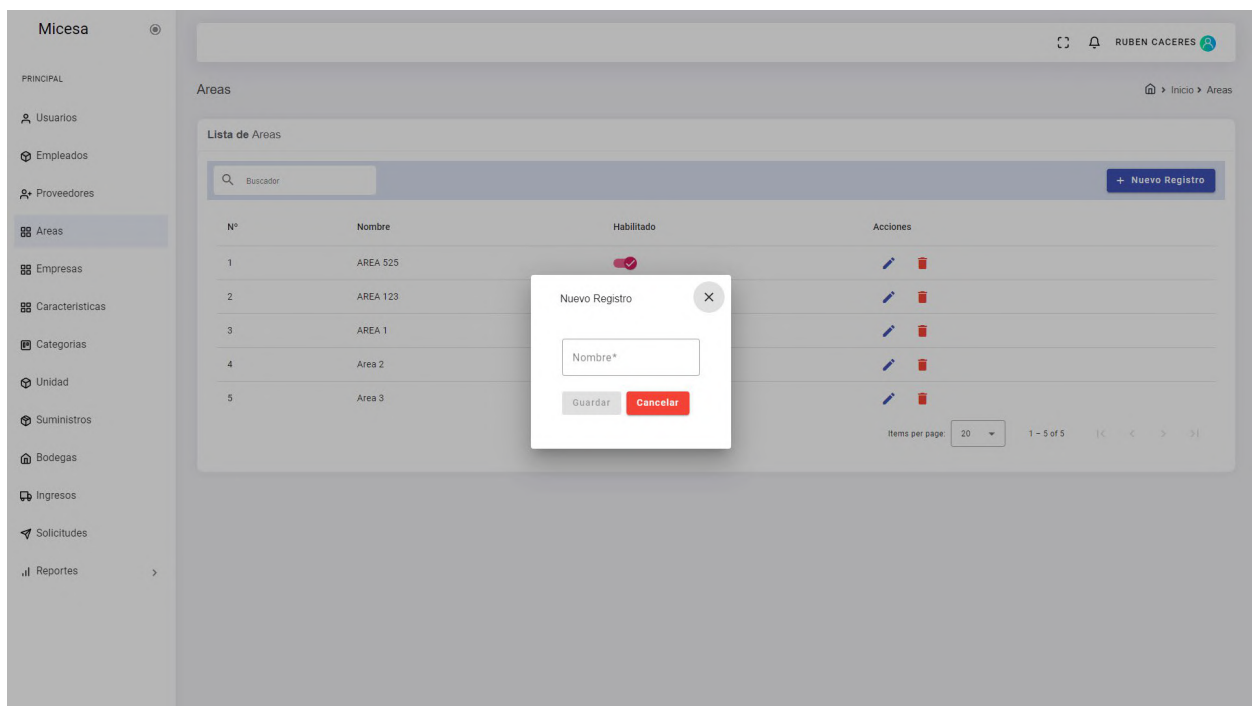 Micesa
RUBEN CACERES
PRINCIPAL
Areas
Inicio > Areas
Usuarios
Empleados
Proveedores
Areas
Empresas
Caracteristicas
Categorias
Unidad
Suministros
Bodegas
Ingresos
Solicitudes
Reportes
Lista de Areas
Buscador
+ Nuevo Registro
N° Nombre Habilitado Acciones
1 AREA 525
2 AREA 123
3 AREA 1
4 Area 2
5 Area 3
Items per page: 20 1 – 5 of 5
Nuevo Registro
Nombre*
Guardar Cancelar